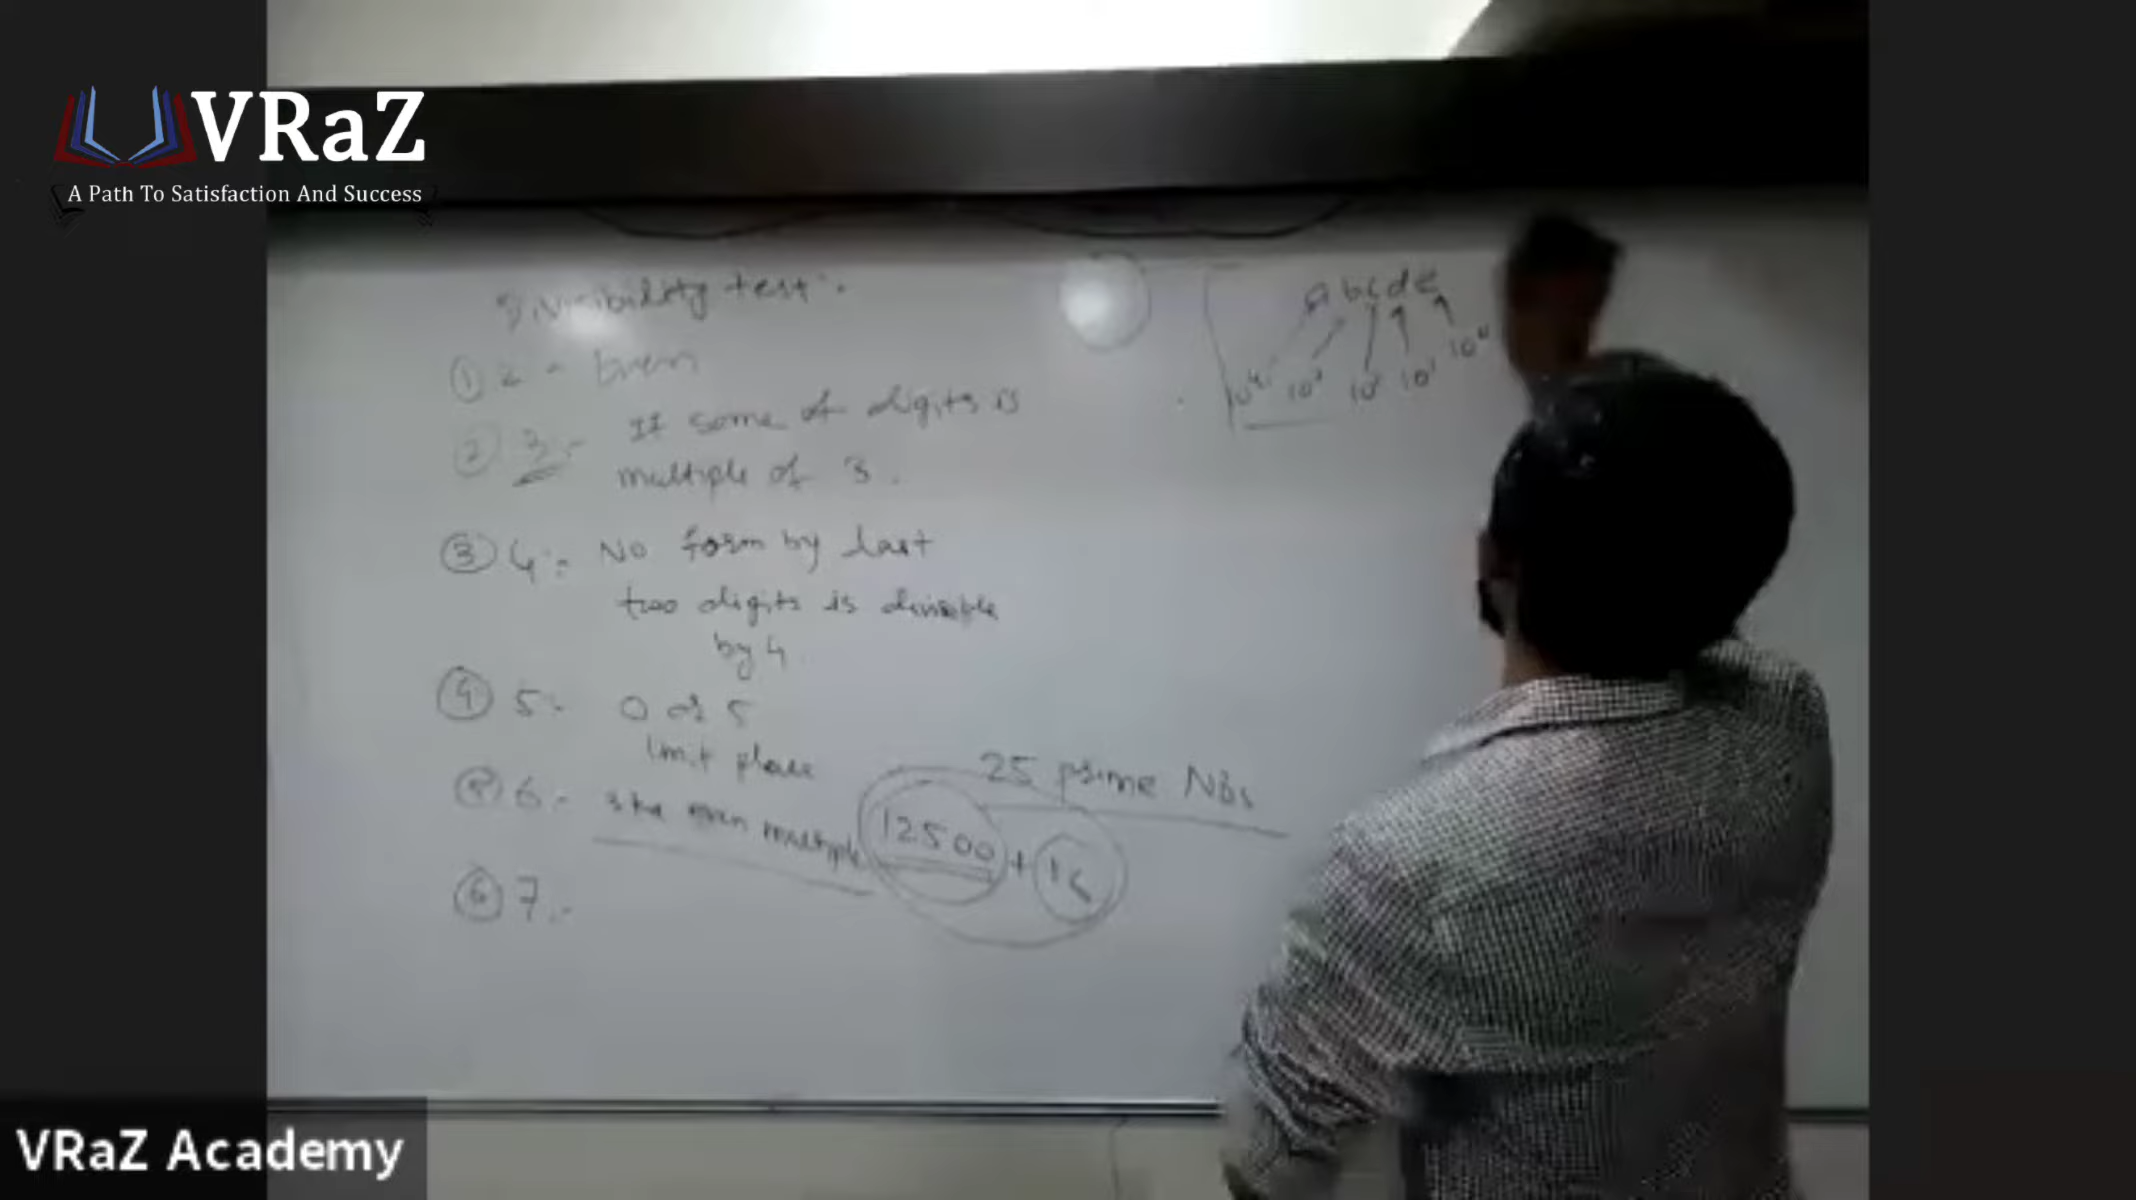 VRaZ
A Path To Satisfaction And Success
Divisibility test:
① 2 - Even
② 3:- If some of digits is
multiple of 3.
③ 4:- No form by last
two digits is divisible
by 4
④ 5:- 0 or 5
Unit place
⑤ 6:- 3 ka even multiple
⑥ 7:-
25 prime NBs
12500 + 16
a b c d e
10⁴ 10³ 10² 10¹ 10⁰
VRaZ Academy